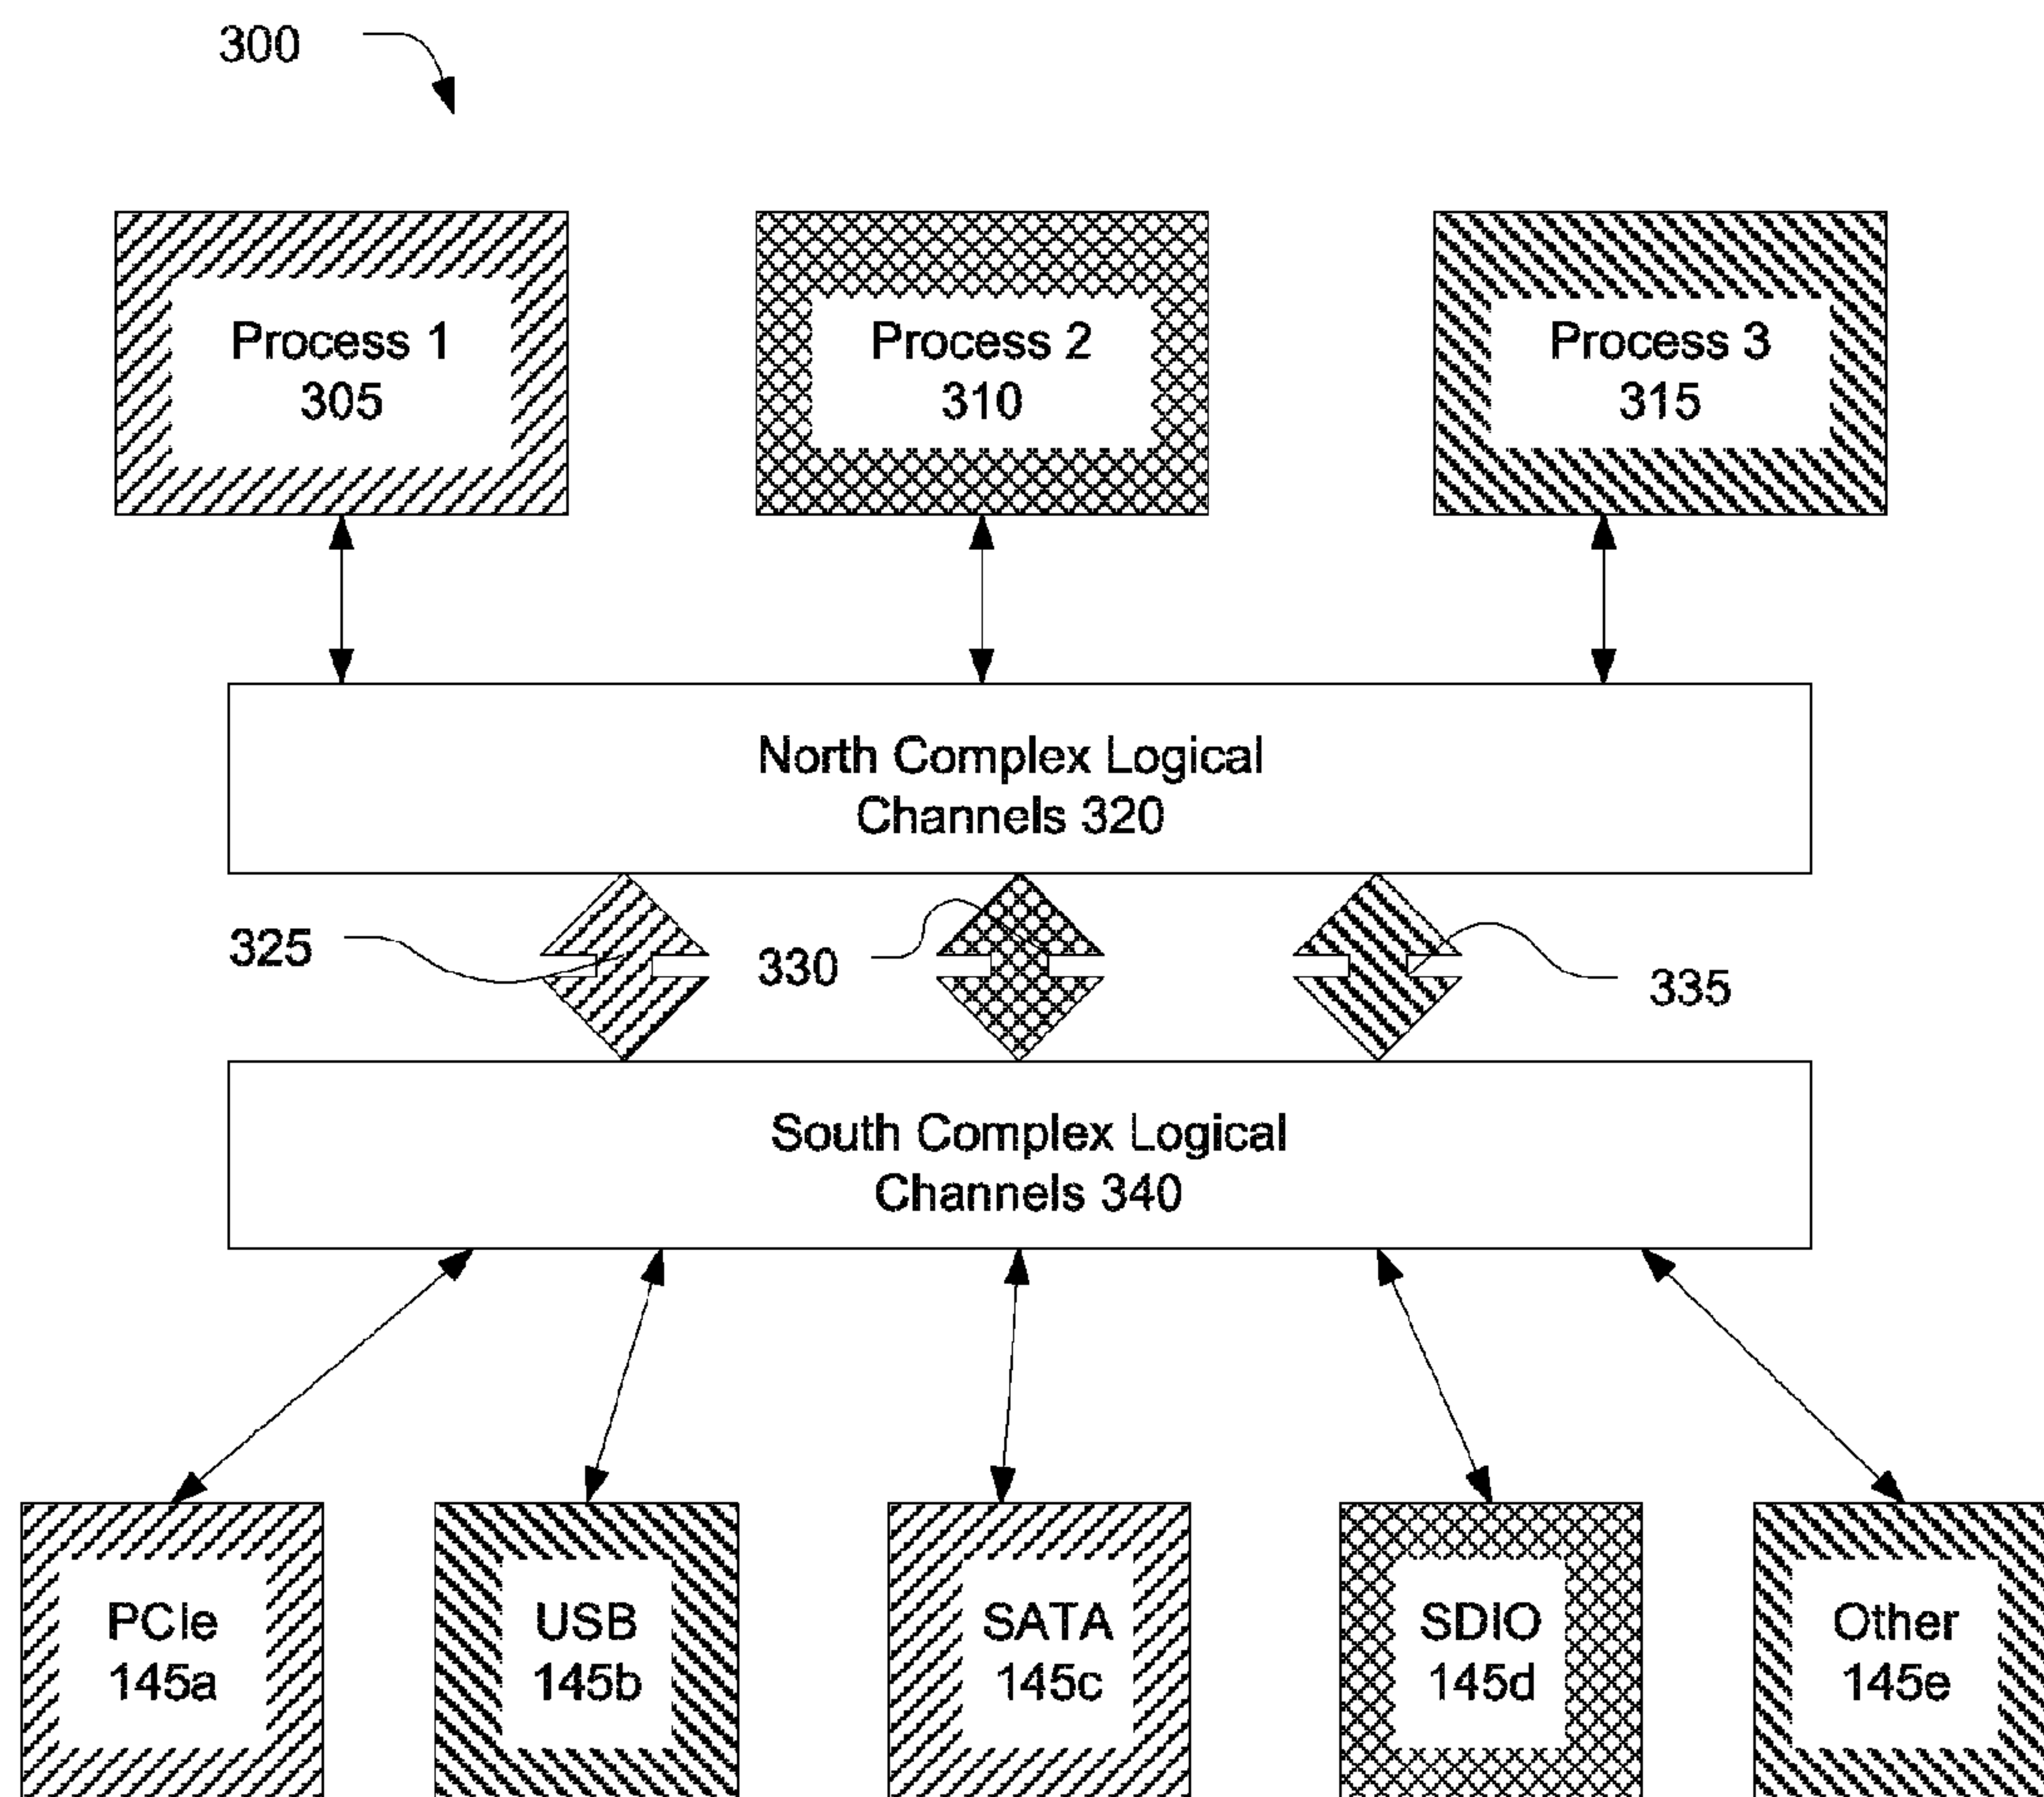 300
Process 1
305
Process 2
310
Process 3
315
North Complex Logical
Channels 320
325
330
335
South Complex Logical
Channels 340
PCIe
145a
USB
145b
SATA
145c
SDIO
145d
Other
145e